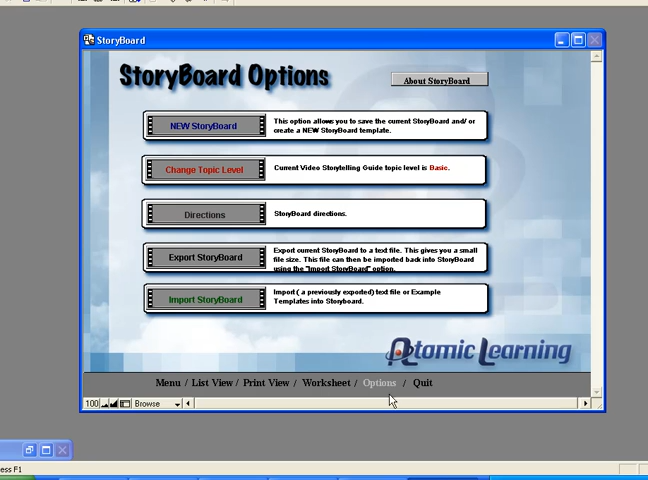 StoryBoard
StoryBoard Options
About StoryBoard
NEW StoryBoard
This option allows you to save the current StoryBoard and/ or
create a NEW StoryBoard template.
Change Topic Level
Current Video Storytelling Guide topic level is Basic.
Directions
StoryBoard directions.
Export StoryBoard
Export current StoryBoard to a text file. This gives you a small
file size. This file can then be imported back into StoryBoard
using the "Import StoryBoard" option.
Import StoryBoard
Import ( a previously exported) text file or Example
Templates into Storyboard.
Atomic Learning
Menu / List View / Print View / Worksheet / Options / Quit
100 Browse
ess F1